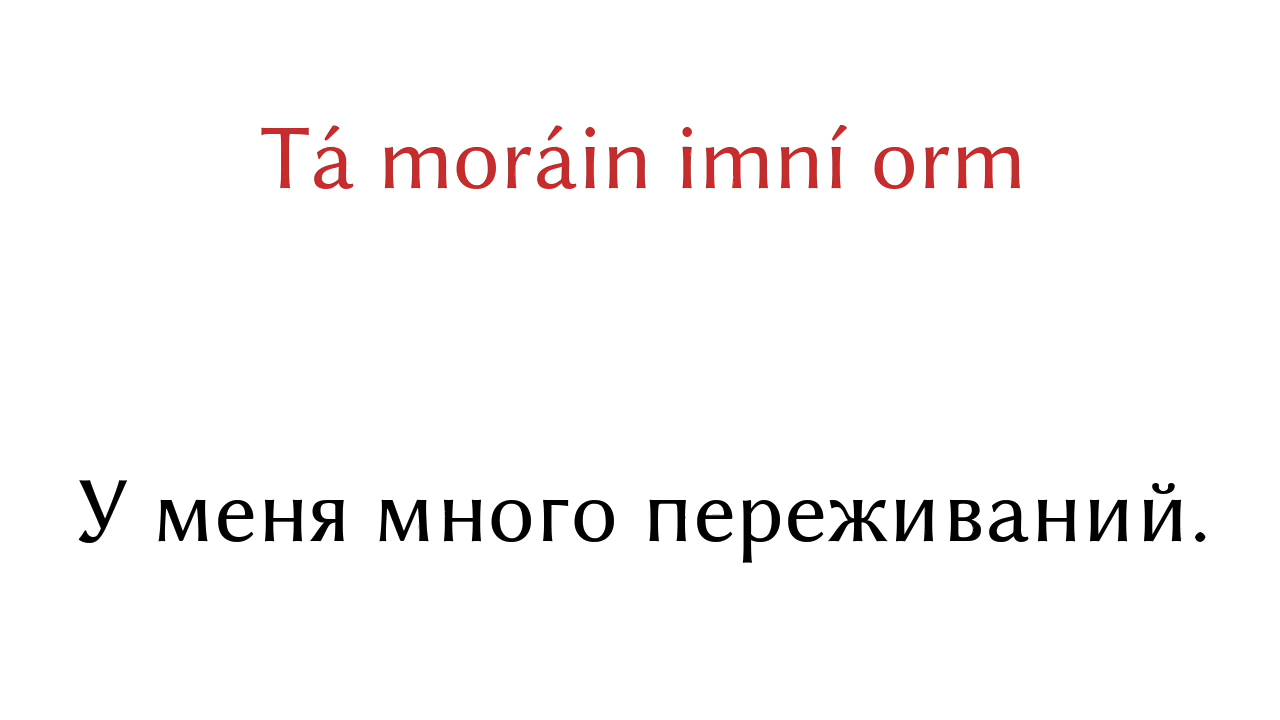 Tá moráin imní orm
У меня много переживаний.